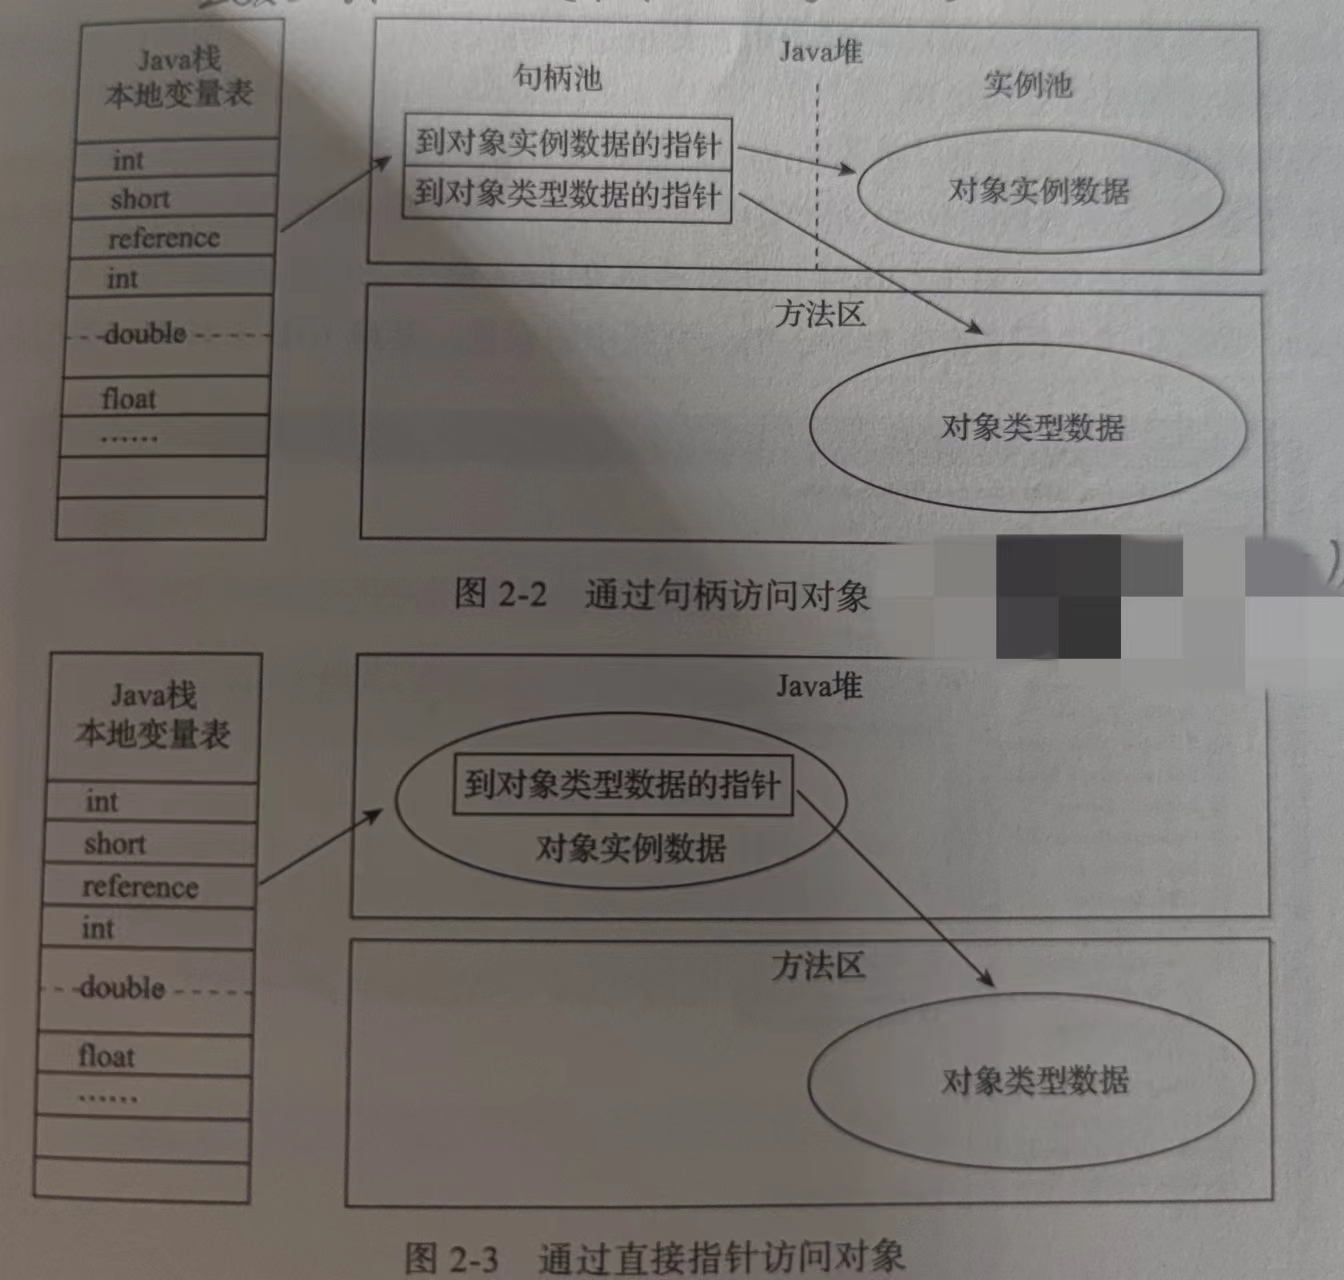 Java栈
本地变量表
int
short
reference
int
double
float
……
Java堆
句柄池
实例池
到对象实例数据的指针
到对象类型数据的指针
对象实例数据
方法区
对象类型数据
图 2-2 通过句柄访问对象
Java栈
本地变量表
int
short
reference
int
double
float
……
Java堆
到对象类型数据的指针
对象实例数据
方法区
对象类型数据
图 2-3 通过直接指针访问对象